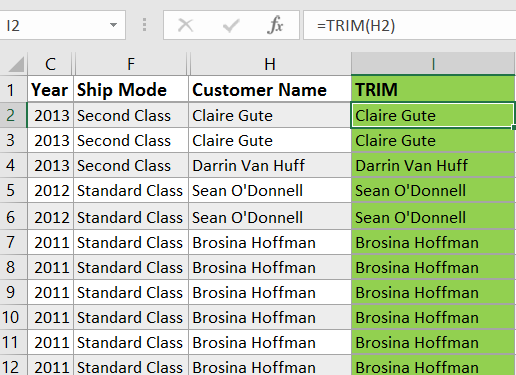 I2 fx =TRIM(H2)
C F H I
1 Year Ship Mode Customer Name TRIM
2 2013 Second Class Claire Gute Claire Gute
3 2013 Second Class Claire Gute Claire Gute
4 2013 Second Class Darrin Van Huff Darrin Van Huff
5 2012 Standard Class Sean O'Donnell Sean O'Donnell
6 2012 Standard Class Sean O'Donnell Sean O'Donnell
7 2011 Standard Class Brosina Hoffman Brosina Hoffman
8 2011 Standard Class Brosina Hoffman Brosina Hoffman
9 2011 Standard Class Brosina Hoffman Brosina Hoffman
10 2011 Standard Class Brosina Hoffman Brosina Hoffman
11 2011 Standard Class Brosina Hoffman Brosina Hoffman
12 2011 Standard Class Brosina Hoffman Brosina Hoffman